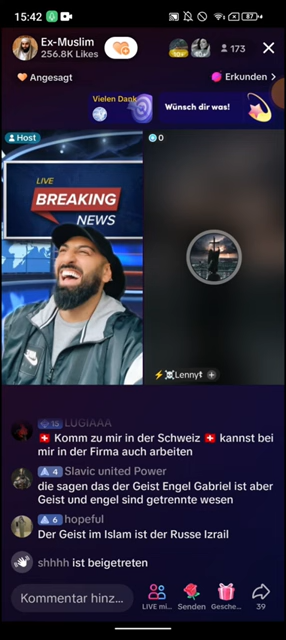 15:42
87
Ex-Muslim
256.8K Likes
173
Angesagt
Erkunden
Vielen Dank
Wünsch dir was!
Host
0
LIVE
BREAKING
NEWS
⚡☠️Lenny✝
LUGIAAA
🇨🇭 Komm zu mir in der Schweiz 🇨🇭 kannst bei
mir in der Firma auch arbeiten
4 Slavic united Power
die sagen das der Geist Engel Gabriel ist aber
Geist und engel sind getrennte wesen
6 hopeful
Der Geist im Islam ist der Russe Izrail
shhhh ist beigetreten
Kommentar hinz...
LIVE mi...
Senden
Gesche...
39